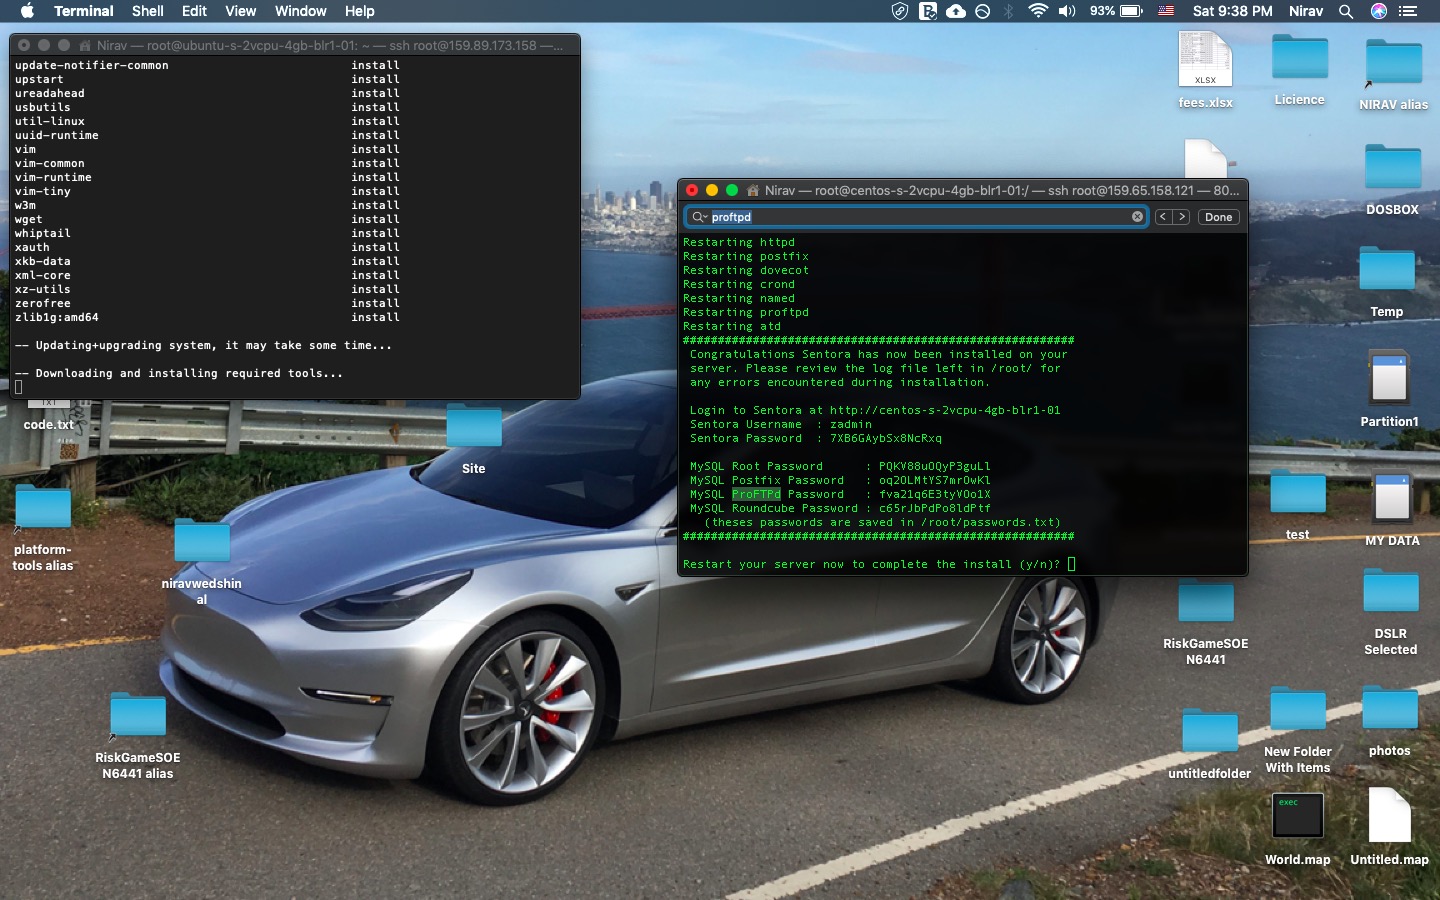 Terminal Shell Edit View Window Help
93% Sat 9:38 PM Nirav
Nirav — root@ubuntu-s-2vcpu-4gb-blr1-01: ~ — ssh root@159.89.173.158 —...
update-notifier-common install
upstart install
ureadahead install
usbutils install
util-linux install
uuid-runtime install
vim install
vim-common install
vim-runtime install
vim-tiny install
w3m install
wget install
whiptail install
xauth install
xkb-data install
xml-core install
xz-utils install
zerofree install
zlib1g:amd64 install
-- Updating+upgrading system, it may take some time...
-- Downloading and installing required tools...
Nirav — root@centos-s-2vcpu-4gb-blr1-01:/ — ssh root@159.65.158.121 — 80...
proftpd
Done
Restarting httpd
Restarting postfix
Restarting dovecot
Restarting crond
Restarting named
Restarting proftpd
Restarting atd
########################################################
Congratulations Sentora has now been installed on your
server. Please review the log file left in /root/ for
any errors encountered during installation.
Login to Sentora at http://centos-s-2vcpu-4gb-blr1-01
Sentora Username : zadmin
Sentora Password : 7XB6GAybSx8NcRxq
MySQL Root Password : PQKV88uOQyP3guLl
MySQL Postfix Password : oq2OLMtYS7mrOwKl
MySQL ProFTPd Password : fva21q6E3tyVOo1X
MySQL Roundcube Password : c65rJbPdPo8ldPtf
(theses passwords are saved in /root/passwords.txt)
########################################################
Restart your server now to complete the install (y/n)?
XLSX
fees.xlsx
Licience
NIRAV alias
DOSBOX
Temp
Partition1
TXT
code.txt
Site
platform-
tools alias
niravwedshin
al
test
MY DATA
RiskGameSOE
N6441
DSLR
Selected
RiskGameSOE
N6441 alias
untitledfolder
New Folder
With Items
photos
exec
World.map
Untitled.map